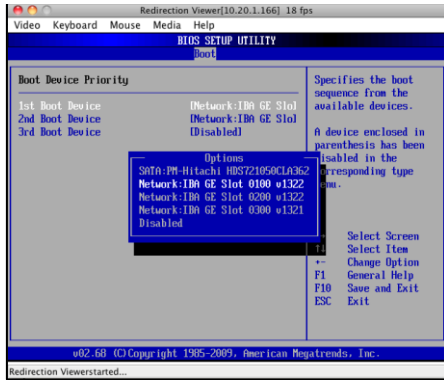 Redirection Viewer[10.20.1.166] 18 fps
Video Keyboard Mouse Media Help
BIOS SETUP UTILITY
Boot
Boot Device Priority
1st Boot Device [Network:IBA GE Slo]
2nd Boot Device [Network:IBA GE Slo]
3rd Boot Device [Disabled]
Options
SATA:PM-Hitachi HDS721050CLA362
Network:IBA GE Slot 0100 v1322
Network:IBA GE Slot 0200 v1322
Network:IBA GE Slot 0300 v1321
Disabled
Specifies the boot
sequence from the
available devices.
A device enclosed in
parenthesis has been
disabled in the
corresponding type
menu.
Select Screen
↑↓ Select Item
+- Change Option
F1 General Help
F10 Save and Exit
ESC Exit
v02.68 (C)Copyright 1985-2009, American Megatrends, Inc.
Redirection Viewerstarted...